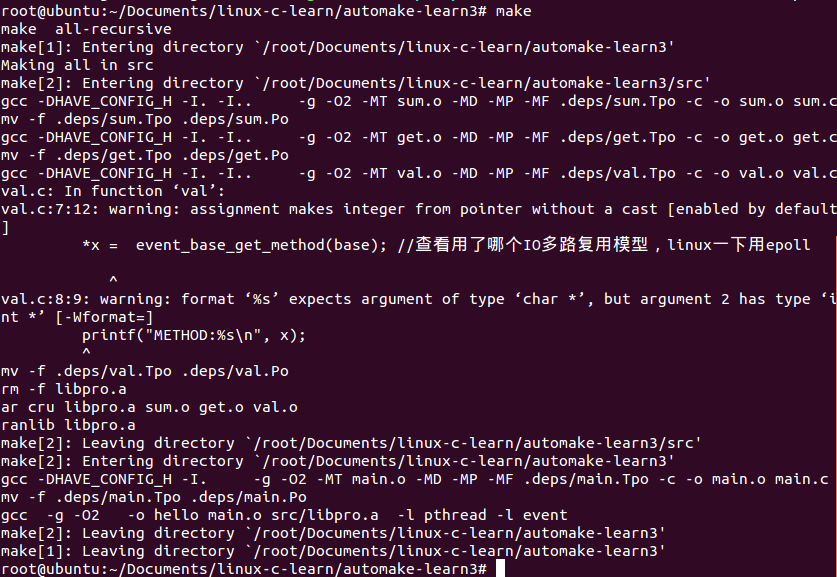 root@ubuntu:~/Documents/linux-c-learn/automake-learn3# make
make  all-recursive
make[1]: Entering directory `/root/Documents/linux-c-learn/automake-learn3'
Making all in src
make[2]: Entering directory `/root/Documents/linux-c-learn/automake-learn3/src'
gcc -DHAVE_CONFIG_H -I. -I..     -g -O2 -MT sum.o -MD -MP -MF .deps/sum.Tpo -c -o sum.o sum.c
mv -f .deps/sum.Tpo .deps/sum.Po
gcc -DHAVE_CONFIG_H -I. -I..     -g -O2 -MT get.o -MD -MP -MF .deps/get.Tpo -c -o get.o get.c
mv -f .deps/get.Tpo .deps/get.Po
gcc -DHAVE_CONFIG_H -I. -I..     -g -O2 -MT val.o -MD -MP -MF .deps/val.Tpo -c -o val.o val.c
val.c: In function ‘val’:
val.c:7:12: warning: assignment makes integer from pointer without a cast [enabled by default
]
         *x =  event_base_get_method(base); //查看用了哪个IO多路复用模型，linux一下用epoll
            ^
val.c:8:9: warning: format ‘%s’ expects argument of type ‘char *’, but argument 2 has type ‘i
nt *’ [-Wformat=]
         printf("METHOD:%s\n", x);
         ^
mv -f .deps/val.Tpo .deps/val.Po
rm -f libpro.a
ar cru libpro.a sum.o get.o val.o
ranlib libpro.a
make[2]: Leaving directory `/root/Documents/linux-c-learn/automake-learn3/src'
make[2]: Entering directory `/root/Documents/linux-c-learn/automake-learn3'
gcc -DHAVE_CONFIG_H -I.     -g -O2 -MT main.o -MD -MP -MF .deps/main.Tpo -c -o main.o main.c
mv -f .deps/main.Tpo .deps/main.Po
gcc  -g -O2   -o hello main.o src/libpro.a  -l pthread -l event
make[2]: Leaving directory `/root/Documents/linux-c-learn/automake-learn3'
make[1]: Leaving directory `/root/Documents/linux-c-learn/automake-learn3'
root@ubuntu:~/Documents/linux-c-learn/automake-learn3#